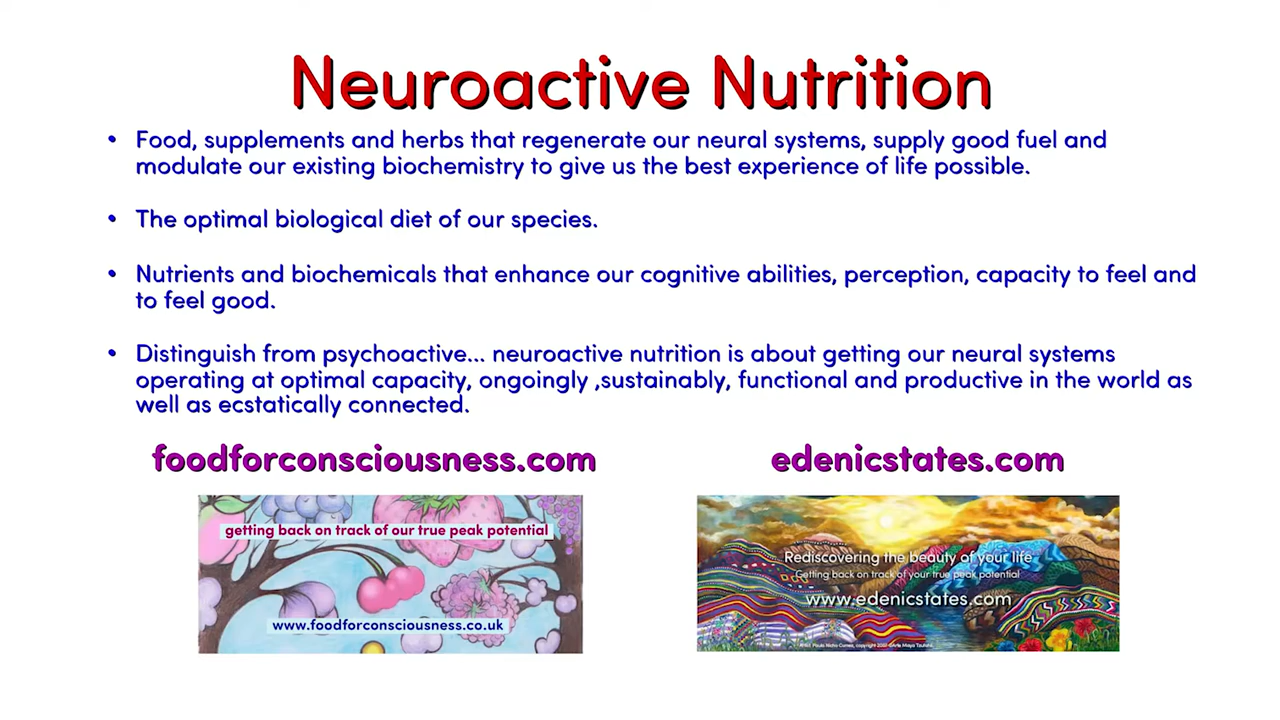 Neuroactive Nutrition
• Food, supplements and herbs that regenerate our neural systems, supply good fuel and
modulate our existing biochemistry to give us the best experience of life possible.
• The optimal biological diet of our species.
• Nutrients and biochemicals that enhance our cognitive abilities, perception, capacity to feel and
to feel good.
• Distinguish from psychoactive... neuroactive nutrition is about getting our neural systems
operating at optimal capacity, ongoingly ,sustainably, functional and productive in the world as
well as ecstatically connected.
foodforconsciousness.com
edenicstates.com
getting back on track of our true peak potential
www.foodforconsciousness.co.uk
Rediscovering the beauty of your life
Getting back on track of your true peak potential
www.edenicstates.com